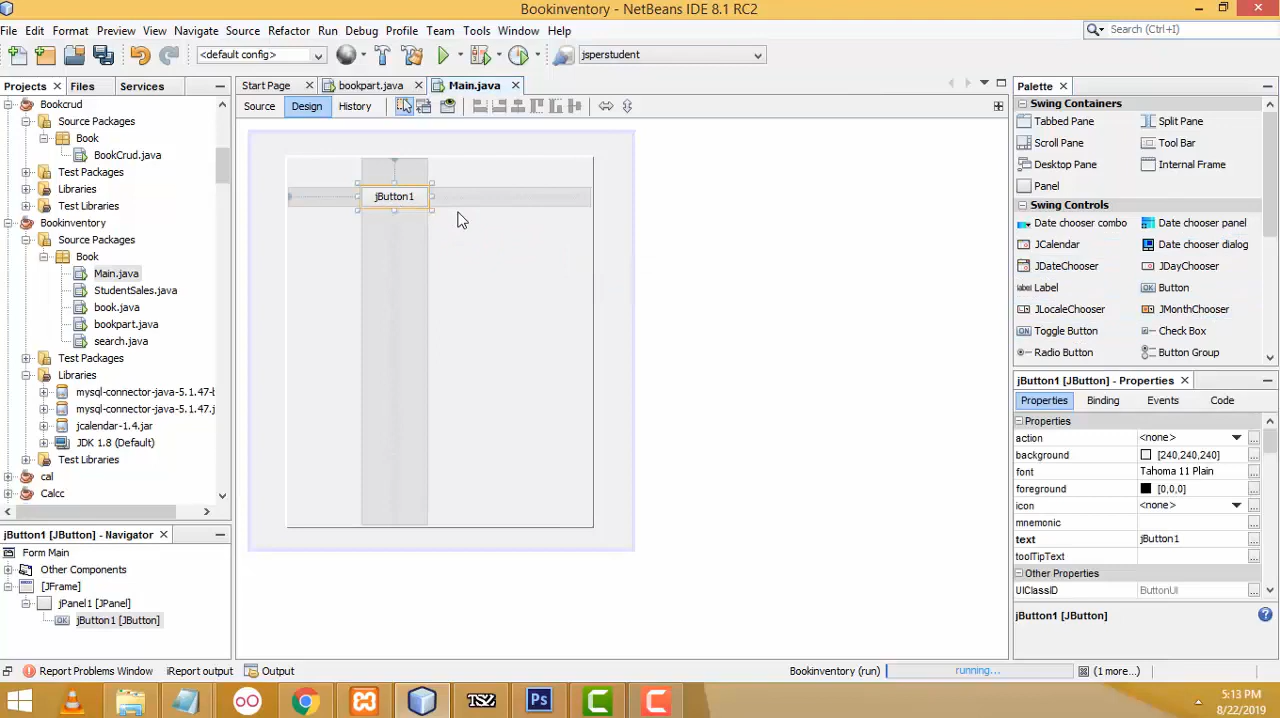 Bookinventory - NetBeans IDE 8.1 RC2
File Edit View Navigate Source Refactor Run Debug Profile Team Tools Window Help
Search (Ctrl+I)
<default config>
jsperstudent
Projects
Files
Services
Start Page
bookpart.java
Main.java
Palette
Source
Design
History
Bookcrud
Source Packages
Book
BookCrud.java
Test Packages
Libraries
Test Libraries
Bookinventory
Source Packages
Book
Main.java
StudentSales.java
book.java
bookpart.java
search.java
Test Packages
Libraries
mysql-connector-java-5.1.47-b
mysql-connector-java-5.1.47.j
jcalendar-1.4.jar
JDK 1.8 (Default)
Test Libraries
cal
Calcc
jButton1 [JButton] - Navigator
Form Main
Other Components
[JFrame]
jPanel1 [JPanel]
OK jButton1 [JButton]
jButton1
Swing Containers
Tabbed Pane
Split Pane
Scroll Pane
Tool Bar
Desktop Pane
Internal Frame
Panel
Swing Controls
Date chooser combo
Date chooser panel
JCalendar
Date chooser dialog
JDateChooser
JDayChooser
label Label
OK Button
JLocaleChooser
JMonthChooser
ON Toggle Button
Check Box
Radio Button
Button Group
jButton1 [JButton] - Properties
Properties
Binding
Events
Code
Properties
action <none>
background [240,240,240]
font Tahoma 11 Plain
foreground [0,0,0]
icon <none>
mnemonic
text jButton1
toolTipText
Other Properties
UIClassID ButtonUI
jButton1 [JButton]
Report Problems Window
iReport output
Output
Bookinventory (run)
running...
(1 more...)
5:13 PM
8/22/2019